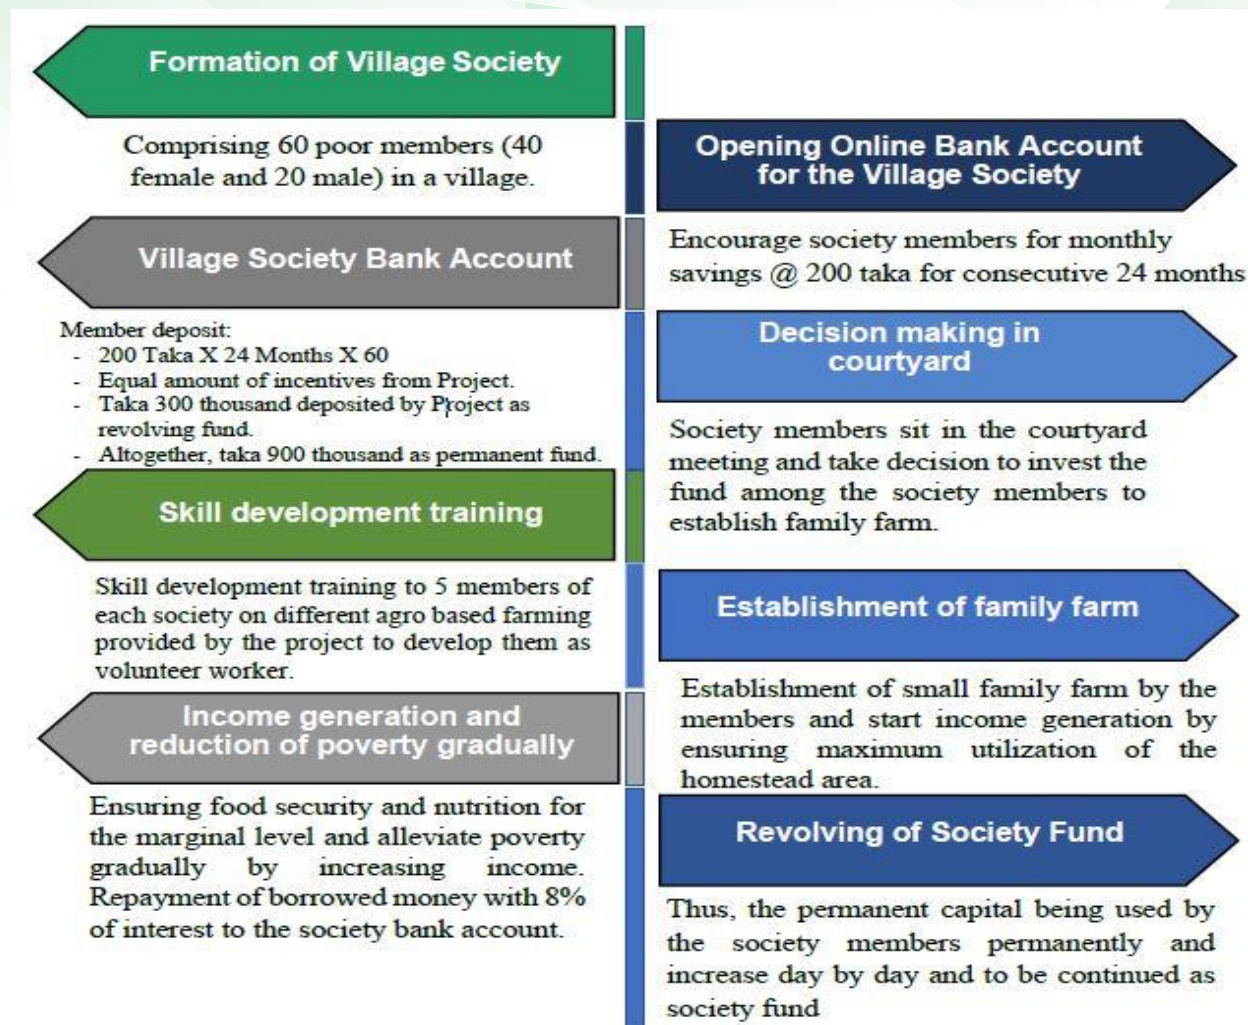 Formation of Village Society
Comprising 60 poor members (40
female and 20 male) in a village.
Opening Online Bank Account
for the Village Society
Encourage society members for monthly
savings @ 200 taka for consecutive 24 months
Village Society Bank Account
Member deposit:
- 200 Taka X 24 Months X 60
- Equal amount of incentives from Project.
- Taka 300 thousand deposited by Project as
revolving fund.
- Altogether, taka 900 thousand as permanent fund.
Decision making in
courtyard
Society members sit in the courtyard
meeting and take decision to invest the
fund among the society members to
establish family farm.
Skill development training
Skill development training to 5 members of
each society on different agro based farming
provided by the project to develop them as
volunteer worker.
Establishment of family farm
Establishment of small family farm by the
members and start income generation by
ensuring maximum utilization of the
homestead area.
Income generation and
reduction of poverty gradually
Ensuring food security and nutrition for
the marginal level and alleviate poverty
gradually by increasing income.
Repayment of borrowed money with 8%
of interest to the society bank account.
Revolving of Society Fund
Thus, the permanent capital being used by
the society members permanently and
increase day by day and to be continued as
society fund